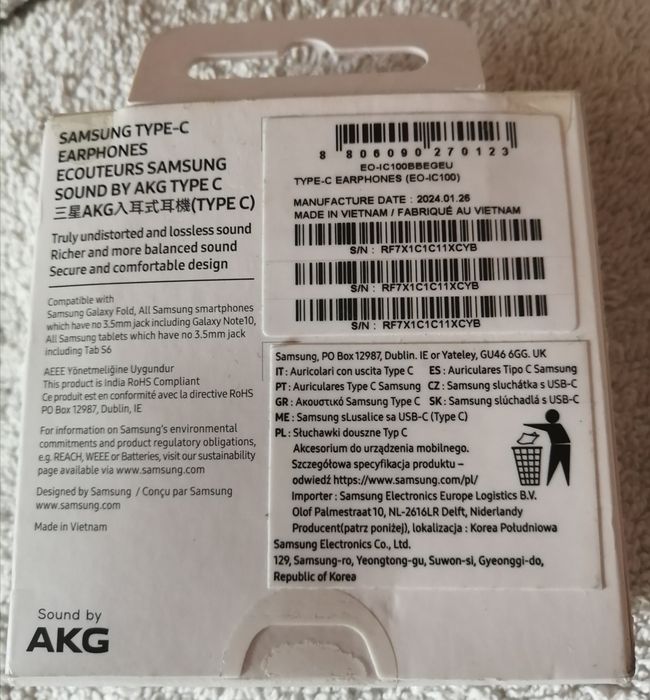 SAMSUNG TYPE-C
EARPHONES
ECOUTEURS SAMSUNG
SOUND BY AKG TYPE C
三星AKG入耳式耳機(TYPE C)
Truly undistorted and lossless sound
Richer and more balanced sound
Secure and comfortable design
Compatible with
Samsung Galaxy Fold, All Samsung smartphones
which have no 3.5mm jack including Galaxy Note10,
All Samsung tablets which have no 3.5mm jack
including Tab S6
AEEE Yönetmeliğine Uygundur
This product is India RoHS Compliant
Ce produit est en conformité avec la directive RoHS
PO Box 12987, Dublin, IE
For information on Samsung's environmental
commitments and product regulatory obligations,
e.g. REACH, WEEE or Batteries, visit our sustainability
page available via www.samsung.com
Designed by Samsung / Conçu par Samsung
www.samsung.com
Made in Vietnam
Sound by
AKG
8 806090 270123
EO-IC100BBEGEU
TYPE-C EARPHONES (EO-IC100)
MANUFACTURE DATE : 2024.01.26
MADE IN VIETNAM / FABRIQUÉ AU VIETNAM
S/N : RF7X1C1C11XCYB
S/N : RF7X1C1C11XCYB
S/N : RF7X1C1C11XCYB
Samsung, PO Box 12987, Dublin. IE or Yateley, GU46 6GG. UK
IT : Auricolari con uscita Type C ES : Auriculares Tipo C Samsung
PT : Auriculares Type C Samsung CZ : Samsung sluchátka s USB-C
GR : Ακουστικό Samsung Type C SK : Samsung slúchadlá s USB-C
ME : Samsung sLusalice sa USB-C (Type C)
PL : Słuchawki douszne Typ C
Akcesorium do urządzenia mobilnego.
Szczegółowa specyfikacja produktu –
odwiedź https://www.samsung.com/pl/
Importer : Samsung Electronics Europe Logistics B.V.
Olof Palmestraat 10, NL-2616LR Delft, Niderlandy
Producent(patrz poniżej), lokalizacja : Korea Południowa
Samsung Electronics Co., Ltd.
129, Samsung-ro, Yeongtong-gu, Suwon-si, Gyeonggi-do,
Republic of Korea